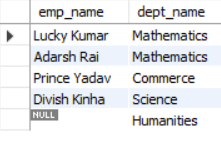 emp_name dept_name
Lucky Kumar Mathematics
Adarsh Rai Mathematics
Prince Yadav Commerce
Divish Kinha Science
NULL Humanities